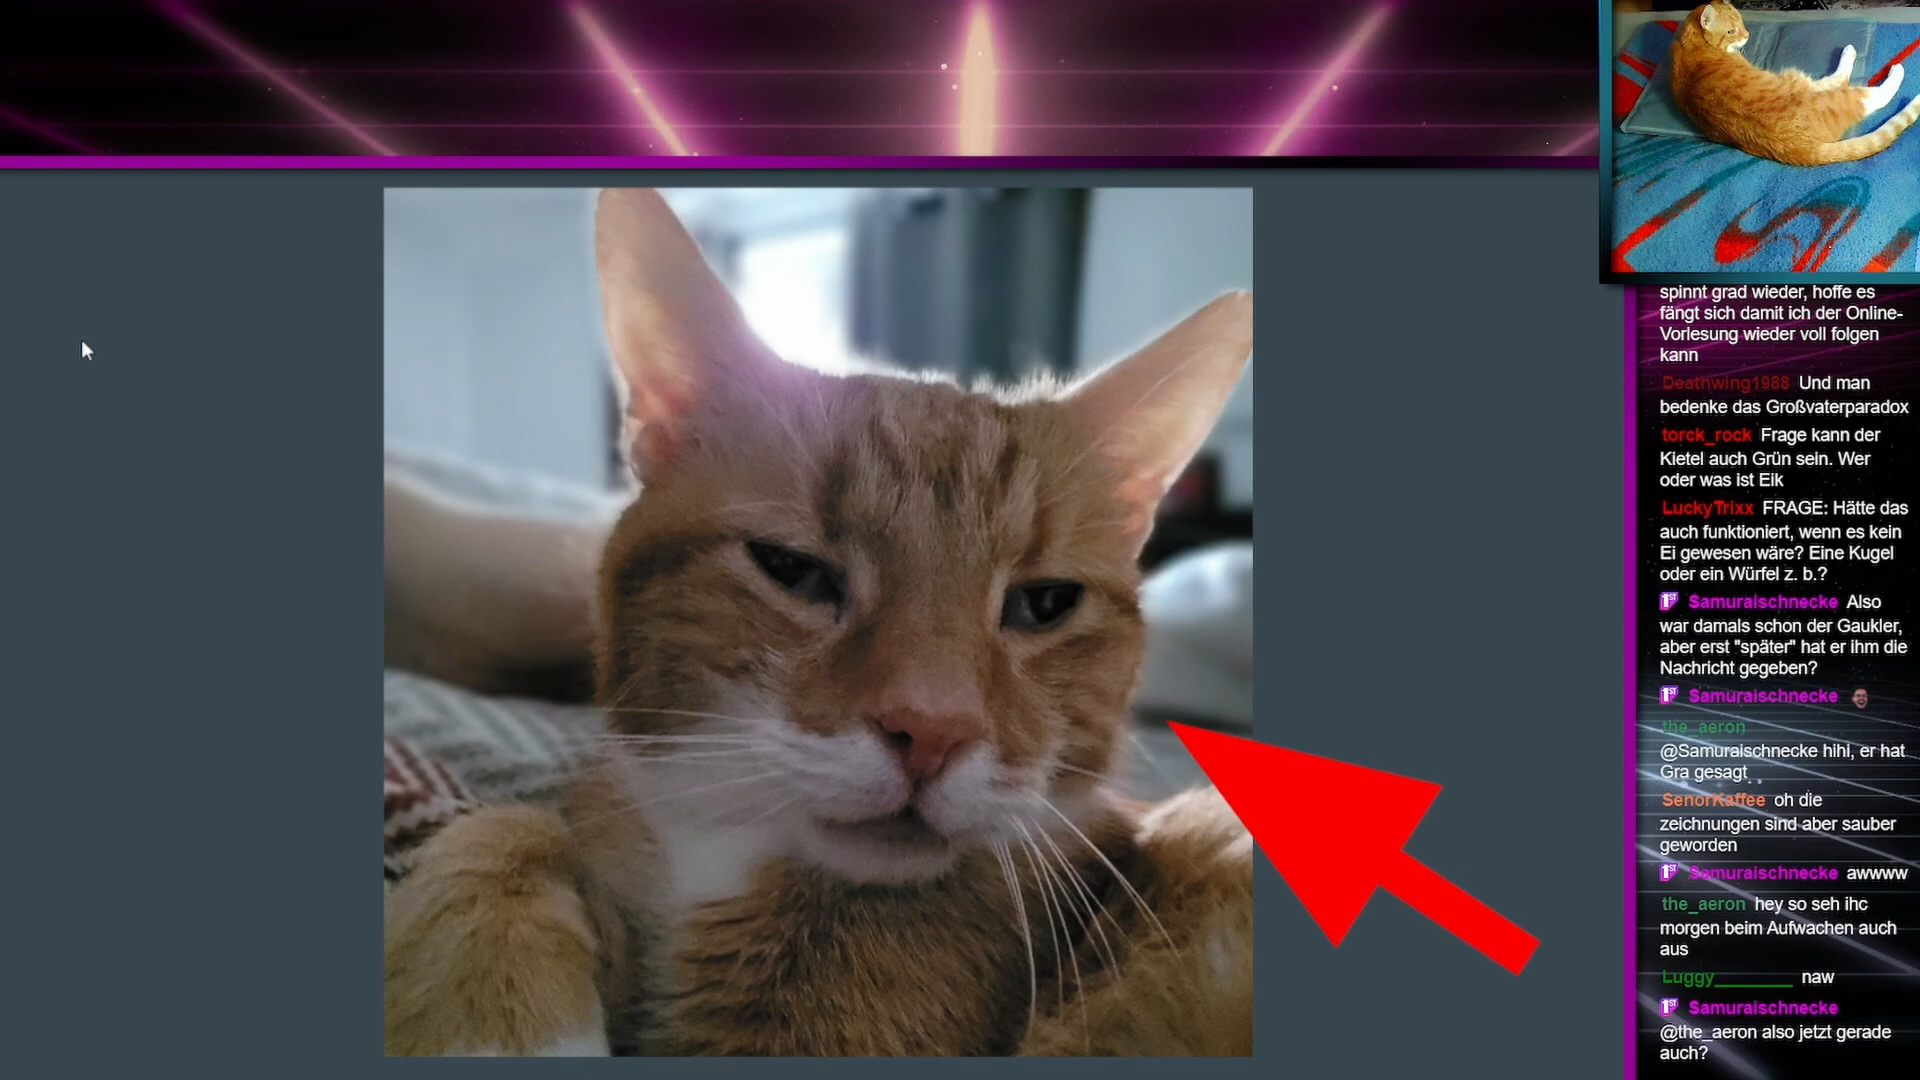 spinnt grad wieder, hoffe es
fängt sich damit ich der Online-
Vorlesung wieder voll folgen
kann
Deathwing1988 Und man
bedenke das Großvaterparadox
torck_rock Frage kann der
Kietel auch Grün sein. Wer
oder was ist Eik
LuckyTrixx FRAGE: Hätte das
auch funktioniert, wenn es kein
Ei gewesen wäre? Eine Kugel
oder ein Würfel z. b.?
1ST Samuraischnecke Also
war damals schon der Gaukler,
aber erst "später" hat er ihm die
Nachricht gegeben?
1ST Samuraischnecke
the_aeron
@Samuraischnecke hihi, er hat
Gra gesagt
SenorKaffee oh die
zeichnungen sind aber sauber
geworden
1ST Samuraischnecke awwww
the_aeron hey so seh ihc
morgen beim Aufwachen auch
aus
Luggy________ naw
1ST Samuraischnecke
@the_aeron also jetzt gerade
auch?